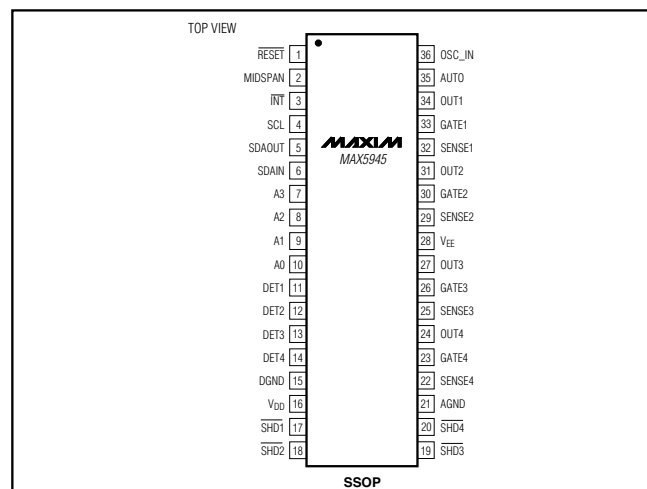 TOP VIEW
RESET 1
MIDSPAN 2
INT 3
SCL 4
SDAOUT 5
SDAIN 6
A3 7
A2 8
A1 9
A0 10
DET1 11
DET2 12
DET3 13
DET4 14
DGND 15
VDD 16
SHD1 17
SHD2 18
MAXIM
MAX5945
36 OSC_IN
35 AUTO
34 OUT1
33 GATE1
32 SENSE1
31 OUT2
30 GATE2
29 SENSE2
28 VEE
27 OUT3
26 GATE3
25 SENSE3
24 OUT4
23 GATE4
22 SENSE4
21 AGND
20 SHD4
19 SHD3
SSOP